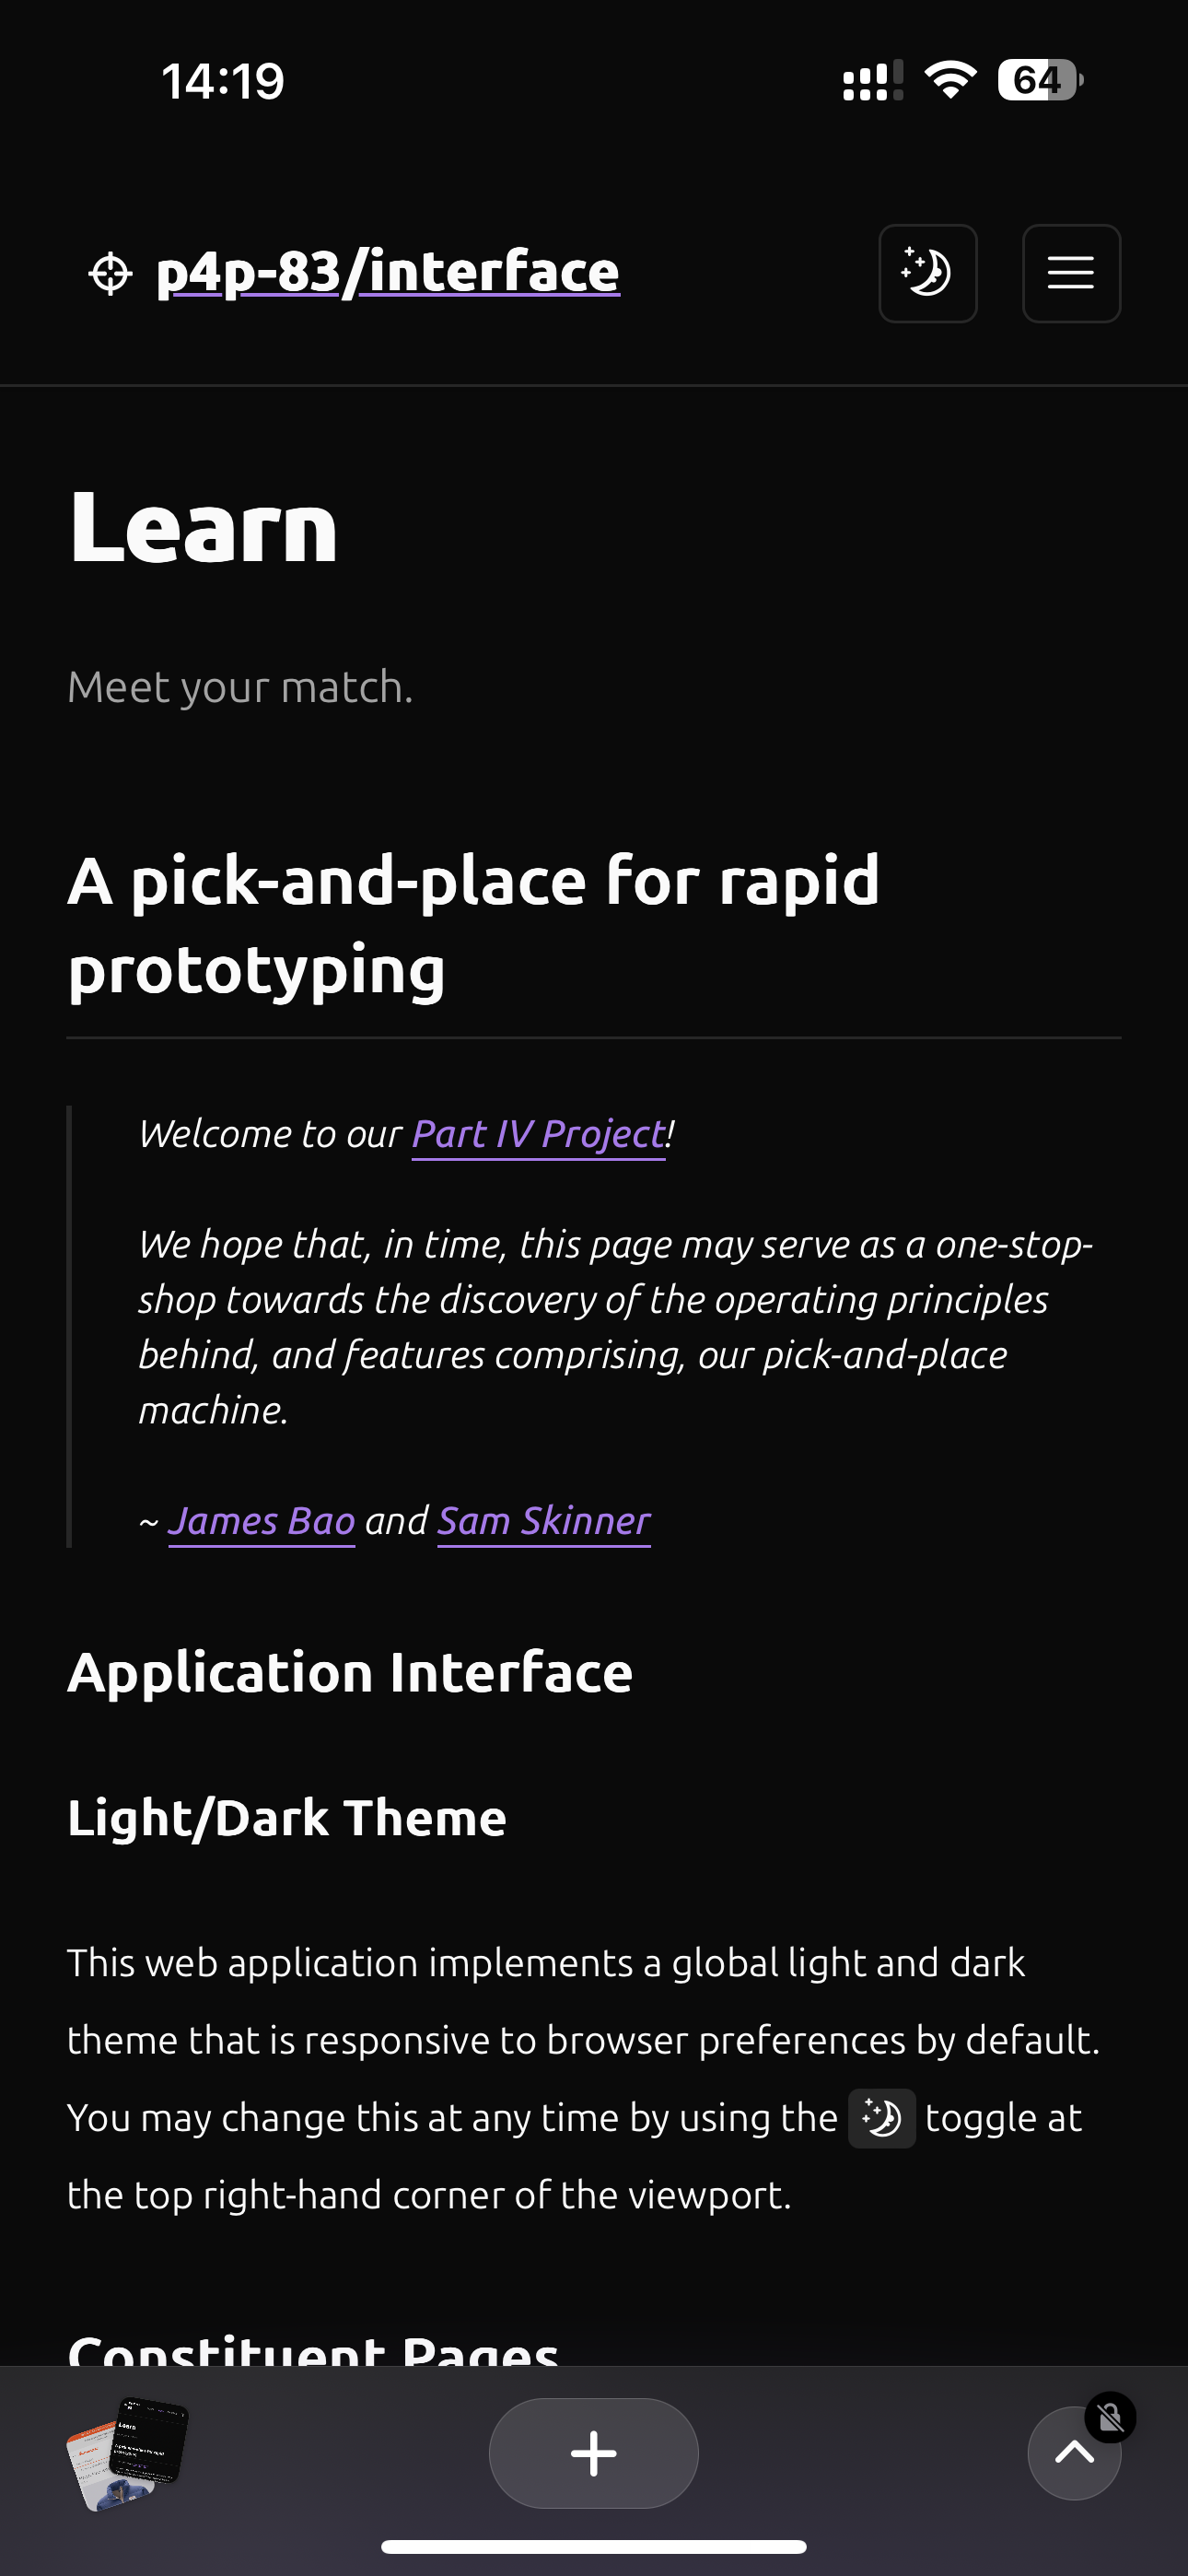 14:19
64
p4p-83/interface
Learn
Meet your match.
A pick-and-place for rapid
prototyping
Welcome to our Part IV Project!
We hope that, in time, this page may serve as a one-stop-
shop towards the discovery of the operating principles
behind, and features comprising, our pick-and-place
machine.
~ James Bao and Sam Skinner
Application Interface
Light/Dark Theme
This web application implements a global light and dark
theme that is responsive to browser preferences by default.
You may change this at any time by using the toggle at
the top right-hand corner of the viewport.
Constituent Pages
Learn